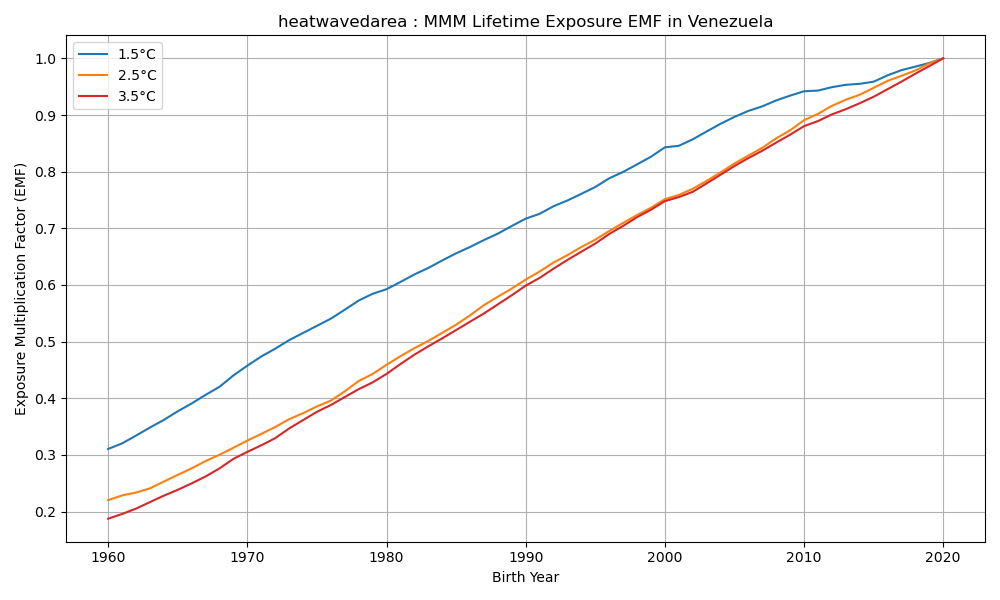 heatwavedarea : MMM Lifetime Exposure EMF in Venezuela
1.5°C
2.5°C
3.5°C
Exposure Multiplication Factor (EMF)
1.0
0.9
0.8
0.7
0.6
0.5
0.4
0.3
0.2
1960 1970 1980 1990 2000 2010 2020
Birth Year